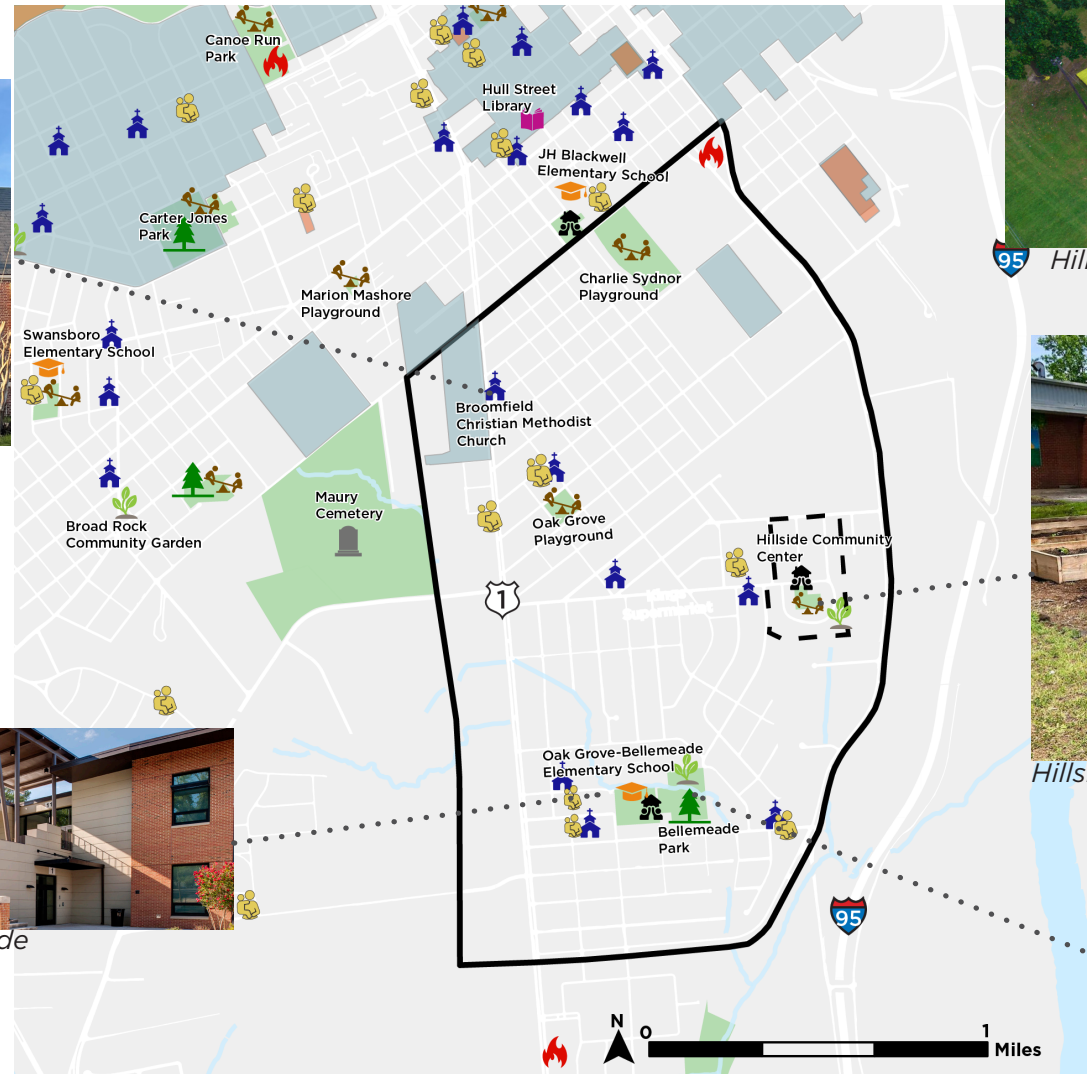 Canoe Run
Park
Hull Street
Library
JH Blackwell
Elementary School
Carter Jones
Park
95
Hill
Charlie Sydnor
Playground
Marion Mashore
Playground
Swansboro
Elementary School
Broomfield
Christian Methodist
Church
Maury
Cemetery
Oak Grove
Playground
Broad Rock
Community Garden
Hillside Community
Center
1
Kings
Supermarket
Oak Grove-Bellemeade
Elementary School
Hills
Bellemeade
Park
95
de
N
0
1
Miles